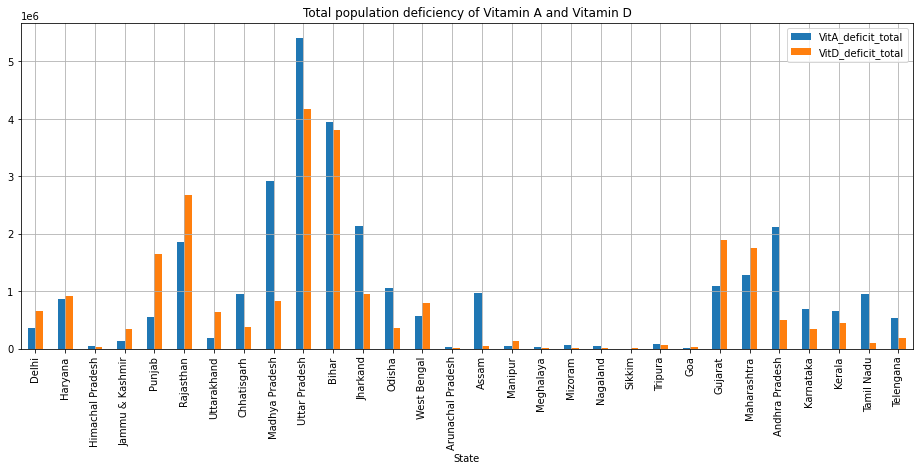 Total population deficiency of Vitamin A and Vitamin D
1e6
VitA_deficit_total
VitD_deficit_total
5
4
3
2
1
0
Delhi
Haryana
Himachal Pradesh
Jammu & Kashmir
Punjab
Rajasthan
Uttarakhand
Chhatisgarh
Madhya Pradesh
Uttar Pradesh
Bihar
Jharkand
Odisha
West Bengal
Arunachal Pradesh
Assam
Manipur
Meghalaya
Mizoram
Nagaland
Sikkim
Tripura
Goa
Gujarat
Maharashtra
Andhra Pradesh
Karnataka
Kerala
Tamil Nadu
Telengana
State